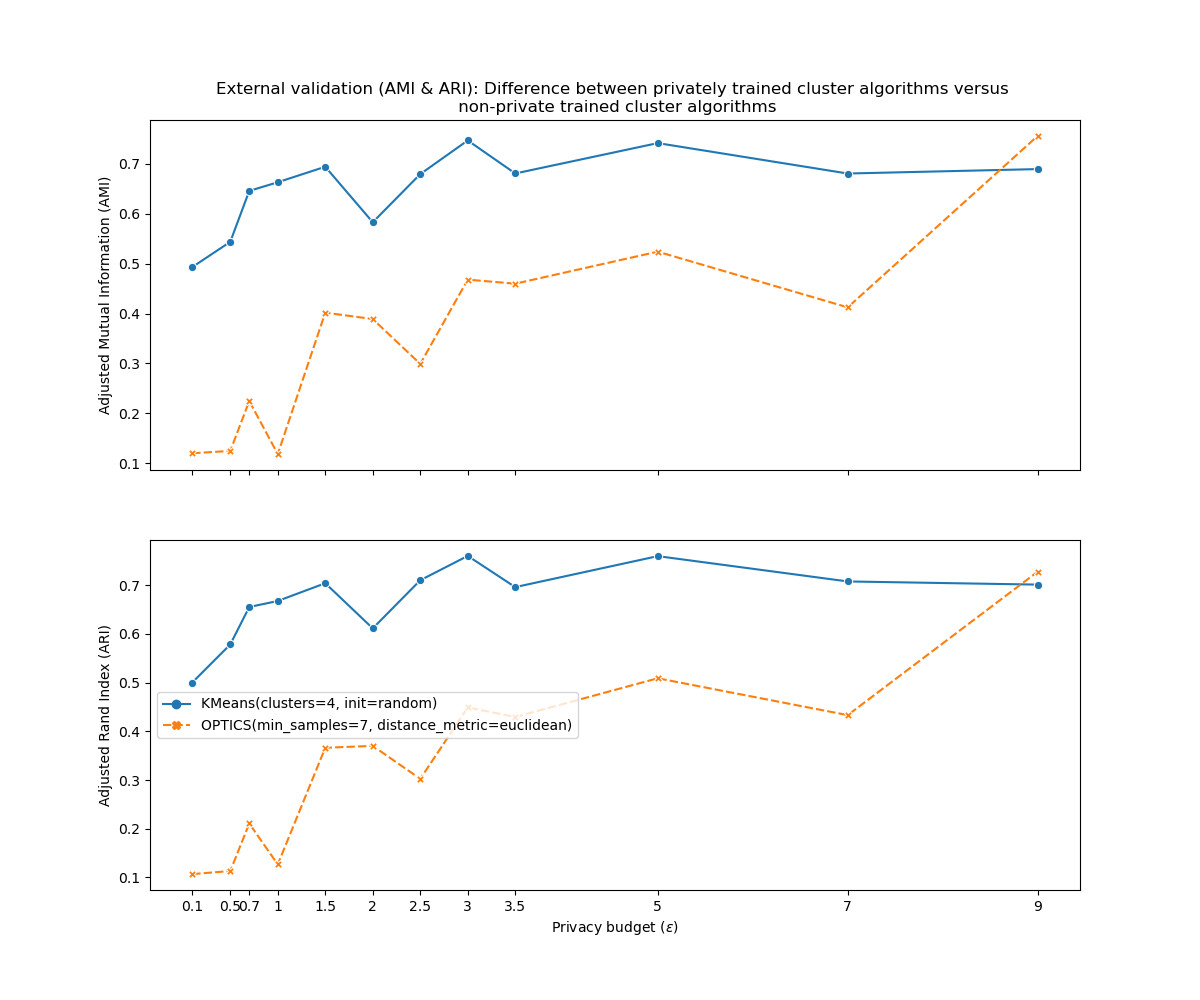 External validation (AMI & ARI): Difference between privately trained cluster algorithms versus
non-private trained cluster algorithms
Adjusted Mutual Information (AMI)
0.7
0.6
0.5
0.4
0.3
0.2
0.1
Adjusted Rand Index (ARI)
0.7
0.6
0.5
0.4
0.3
0.2
0.1
KMeans(clusters=4, init=random)
OPTICS(min_samples=7, distance_metric=euclidean)
0.1 0.5 0.7 1 1.5 2 2.5 3 3.5 5 7 9
Privacy budget (ε)